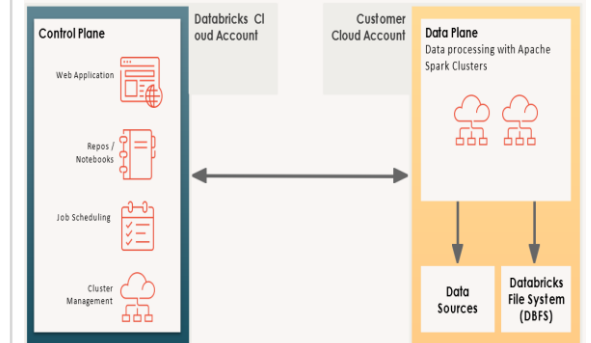 Control Plane
Web Application
Repos /
Notebooks
Job Scheduling
Cluster
Management
Databricks Cl
oud Account
Customer
Cloud Account
Data Plane
Data processing with Apache
Spark Clusters
Data
Sources
Databricks
File System
(DBFS)